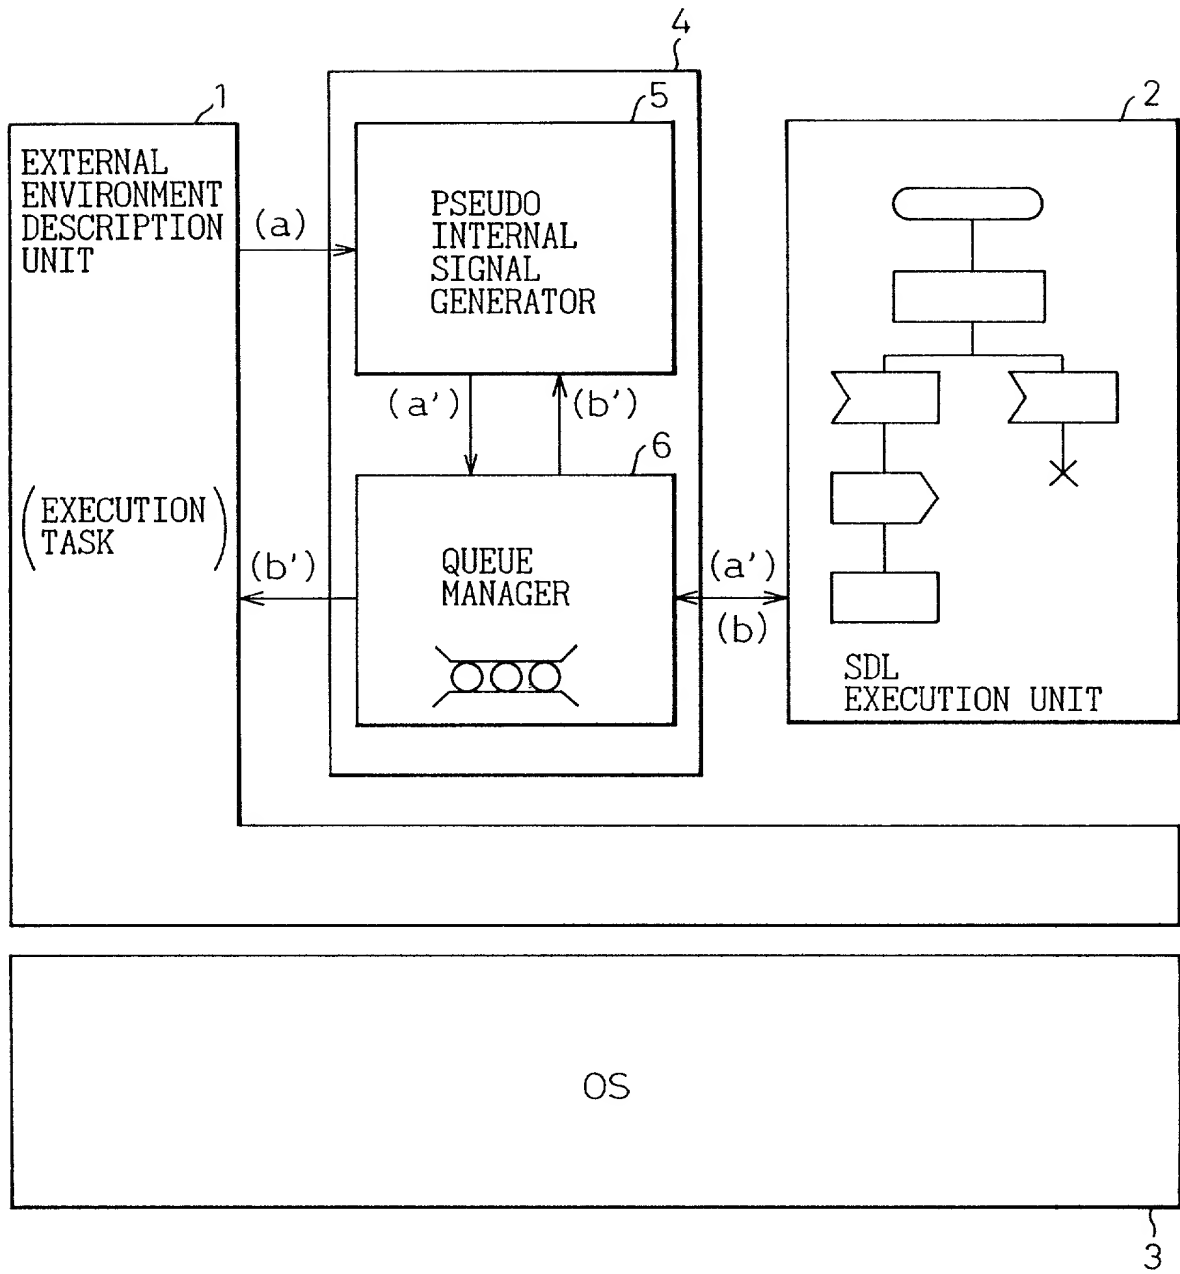 4
1
5
2
EXTERNAL
ENVIRONMENT
DESCRIPTION
UNIT
(a)
PSEUDO
INTERNAL
SIGNAL
GENERATOR
(a')
(b')
6
(EXECUTION
TASK)
(b')
QUEUE
MANAGER
(a')
(b)
SDL
EXECUTION UNIT
OS
3